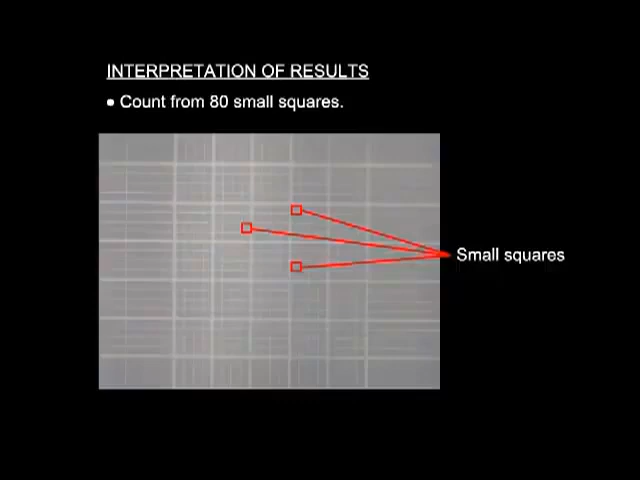 INTERPRETATION OF RESULTS
● Count from 80 small squares.
Small squares